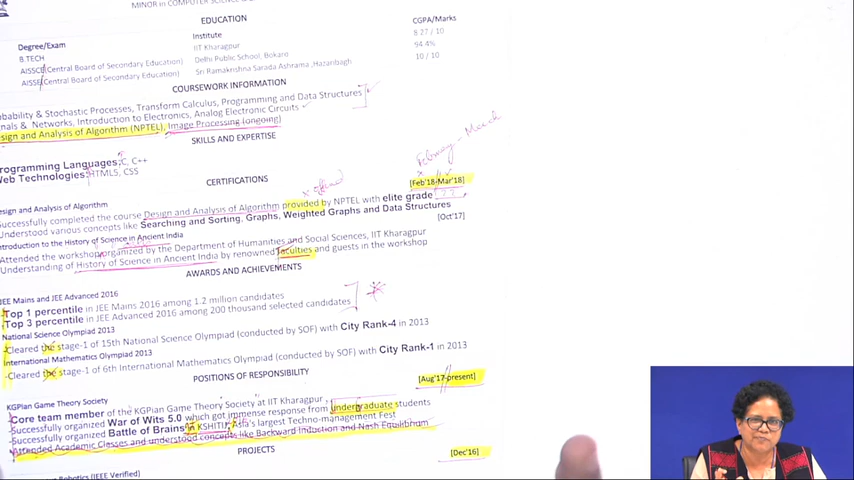 MINOR in COMPUTER SCIENCE &
EDUCATION
Degree/Exam Institute CGPA/Marks
B.TECH IIT Kharagpur 8.27 / 10
AISSCE(Central Board of Secondary Education) Delhi Public School, Bokaro 94.4%
AISSE(Central Board of Secondary Education) Sri Ramakrishna Sarada Ashrama ,Hazaribagh 10 / 10
COURSEWORK INFORMATION
obability & Stochastic Processes, Transform Calculus, Programming and Data Structures
nals & Networks, Introduction to Electronics, Analog Electronic Circuits
sign and Analysis of Algorithm (NPTEL), Image Processing (ongoing)
SKILLS AND EXPERTISE
February - March
rogramming Languages: C, C++
Web Technologies: HTML5, CSS
CERTIFICATIONS
offered
[Feb'18-Mar'18]
esign and Analysis of Algorithm
Successfully completed the course Design and Analysis of Algorithm provided by NPTEL with elite grade
Understood various concepts like Searching and Sorting, Graphs, Weighted Graphs and Data Structures
[Oct'17]
ntroduction to the History of Science in Ancient India
Attended the workshop organized by the Department of Humanities and Social Sciences, IIT Kharagpur
Understanding of History of Science in Ancient India by renowned Faculties and guests in the workshop
AWARDS AND ACHIEVEMENTS
JEE Mains and JEE Advanced 2016
Top 1 percentile in JEE Mains 2016 among 1.2 million candidates
Top 3 percentile in JEE Advanced 2016 among 200 thousand selected candidates
National Science Olympiad 2013
-Cleared the stage-1 of 15th National Science Olympiad (conducted by SOF) with City Rank-4 in 2013
International Mathematics Olympiad 2013
-Cleared the stage-1 of 6th International Mathematics Olympiad (conducted by SOF) with City Rank-1 in 2013
POSITIONS OF RESPONSIBILITY
[Aug'17-present]
KGPian Game Theory Society
Core team member of the KGPian Game Theory Society at IIT Kharagpur
-Successfully organized War of Wits 5.0 which got immense response from undergraduate students
-Successfully organized Battle of Brains in KSHITIJ, Asia's largest Techno-management Fest
-Attended Academic Classes and understood concepts like Backward Induction and Nash Equilibrium
PROJECTS
[Dec'16]
Robotics (IEEE Verified)